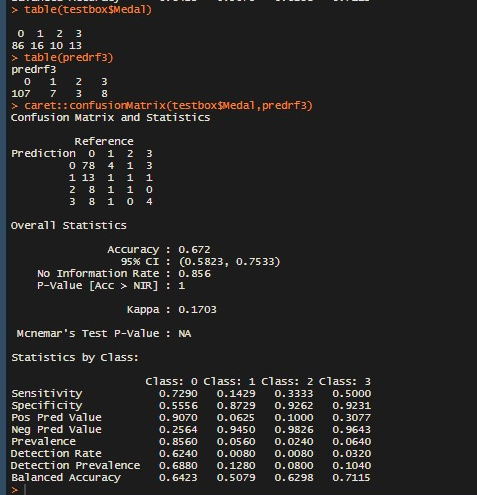 > table(testbox$Medal)
0 1 2 3
86 16 10 13
> table(predrf3)
predrf3
0 1 2 3
107 7 3 8
> caret::confusionMatrix(testbox$Medal,predrf3)
Confusion Matrix and Statistics
Reference
Prediction 0 1 2 3
0 78 4 1 3
1 13 1 1 1
2 8 1 1 0
3 8 1 0 4
Overall Statistics
Accuracy : 0.672
95% CI : (0.5823, 0.7533)
No Information Rate : 0.856
P-Value [Acc > NIR] : 1
Kappa : 0.1703
Mcnemar's Test P-Value : NA
Statistics by Class:
Class: 0 Class: 1 Class: 2 Class: 3
Sensitivity 0.7290 0.1429 0.3333 0.5000
Specificity 0.5556 0.8729 0.9262 0.9231
Pos Pred Value 0.9070 0.0625 0.1000 0.3077
Neg Pred Value 0.2564 0.9450 0.9826 0.9643
Prevalence 0.8560 0.0560 0.0240 0.0640
Detection Rate 0.6240 0.0080 0.0080 0.0320
Detection Prevalence 0.6880 0.1280 0.0800 0.1040
Balanced Accuracy 0.6423 0.5079 0.6298 0.7115
>